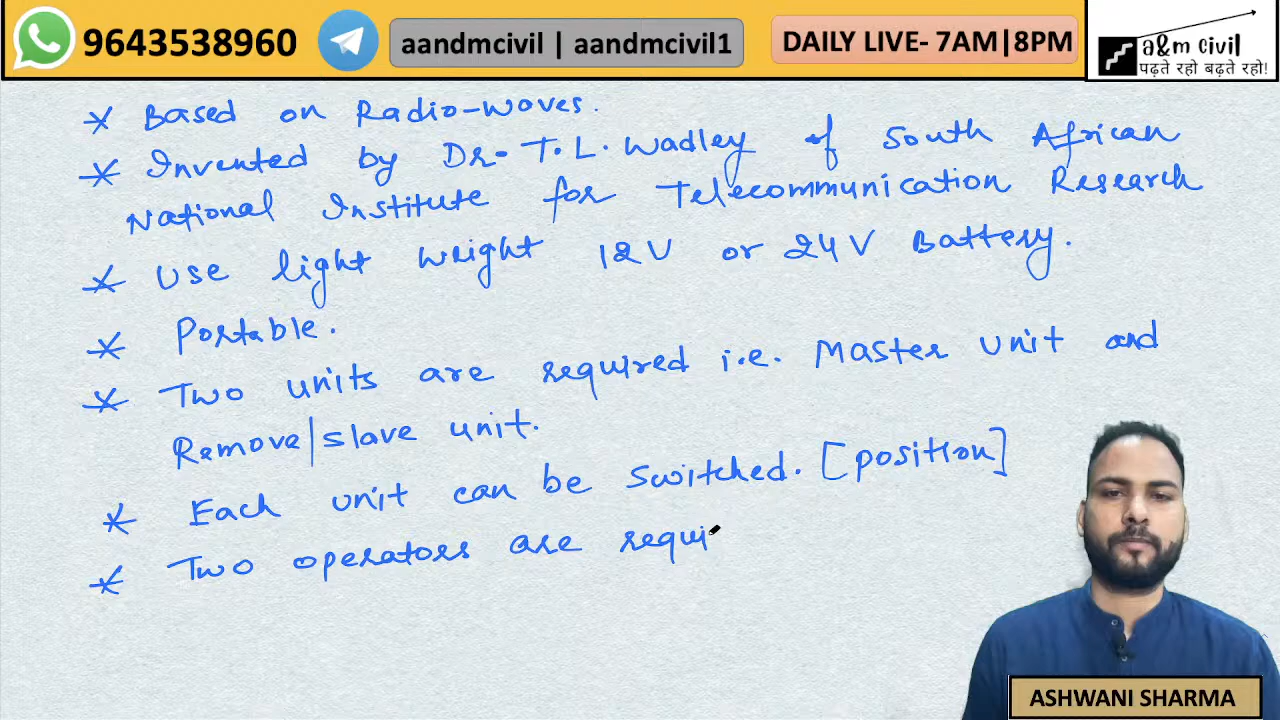 9643538960
aandmcivil | aandmcivil1
DAILY LIVE- 7AM|8PM
a&m civil
पढ़ते रहो बढ़ते रहो!
* Based on Radio-waves.
* Invented by Dr. T.L. Wadley of South African
National Institute for Telecommunication Research
* Use light weight 12V or 24V Battery.
* Portable.
* Two units are required i.e. Master unit and
Remove/slave unit.
* Each unit can be switched. [position]
* Two operators are requi
ASHWANI SHARMA